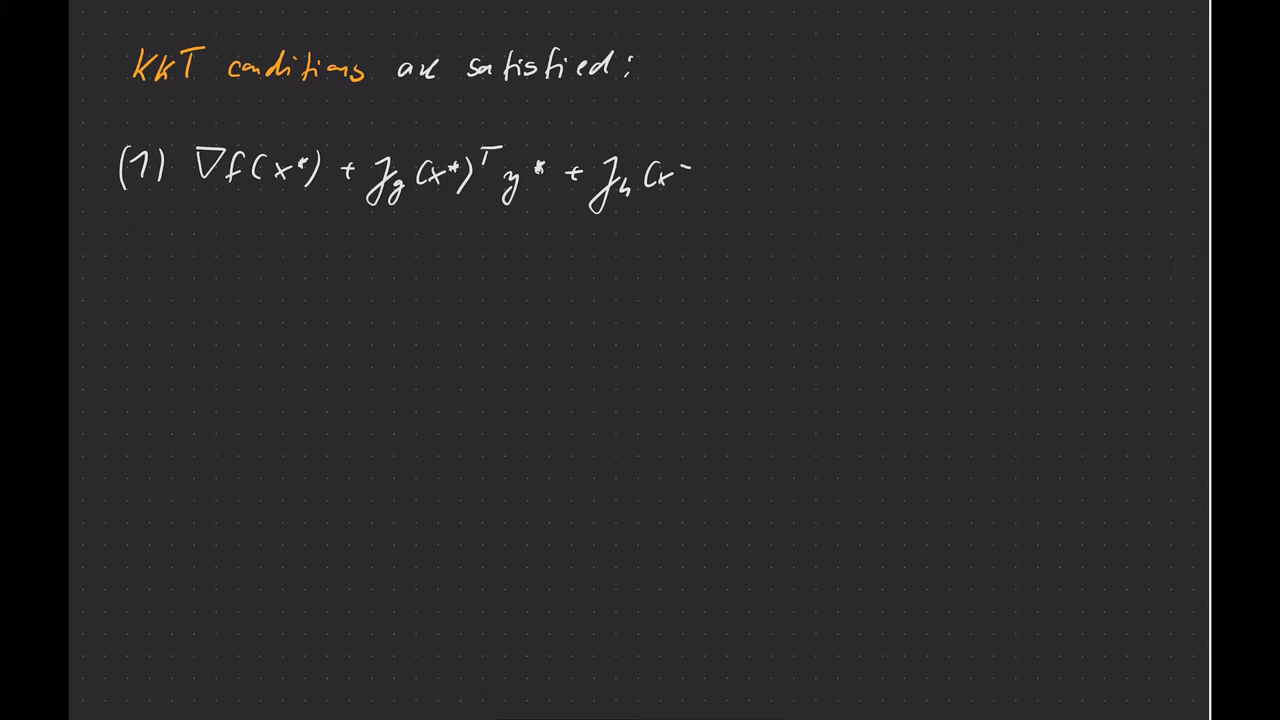 KKT conditions are satisfied:
(1) ∇f(x*) + J_g(x*)^T y* + J_h(x